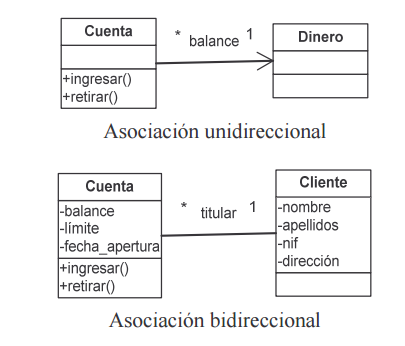 Cuenta
+ingresar()
+retirar()
* balance 1
Dinero
Asociación unidireccional
Cuenta
-balance
-límite
-fecha_apertura
+ingresar()
+retirar()
* titular 1
Cliente
-nombre
-apellidos
-nif
-dirección
Asociación bidireccional